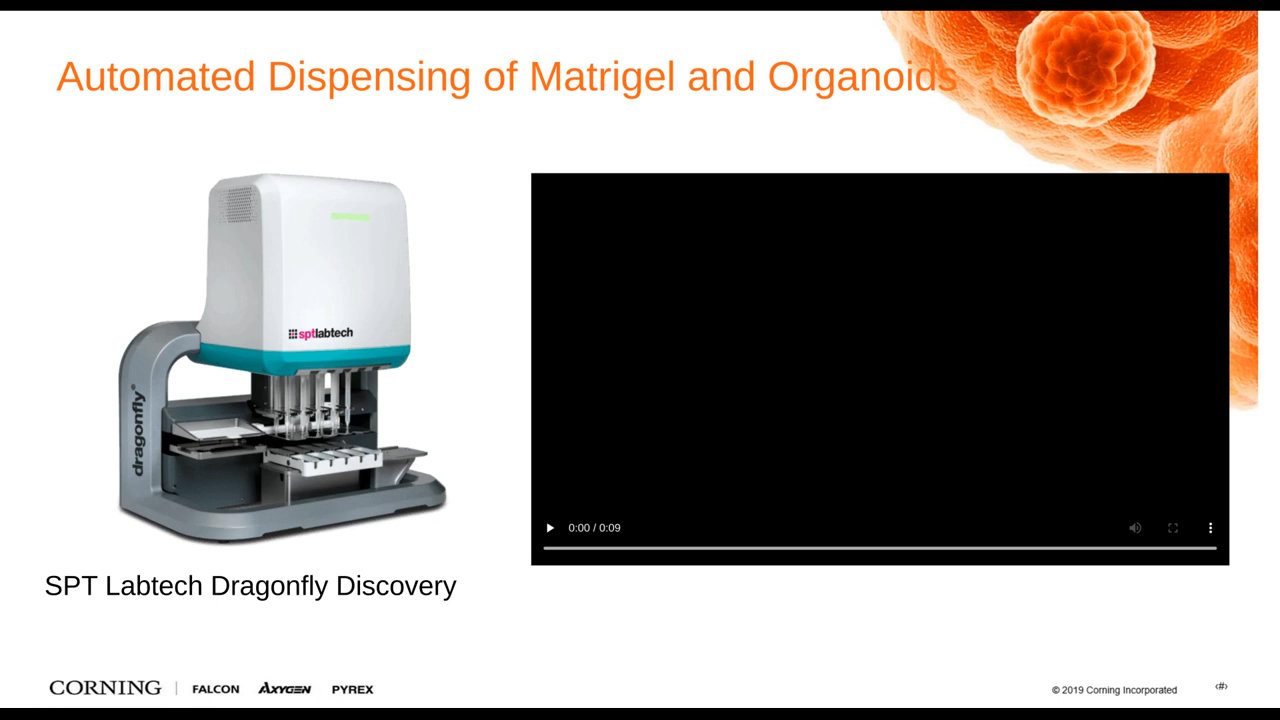 Automated Dispensing of Matrigel and Organoids
sptlabtech
dragonfly®
0:00 / 0:09
SPT Labtech Dragonfly Discovery
CORNING | FALCON AXYGEN PYREX
© 2019 Corning Incorporated
‹#›